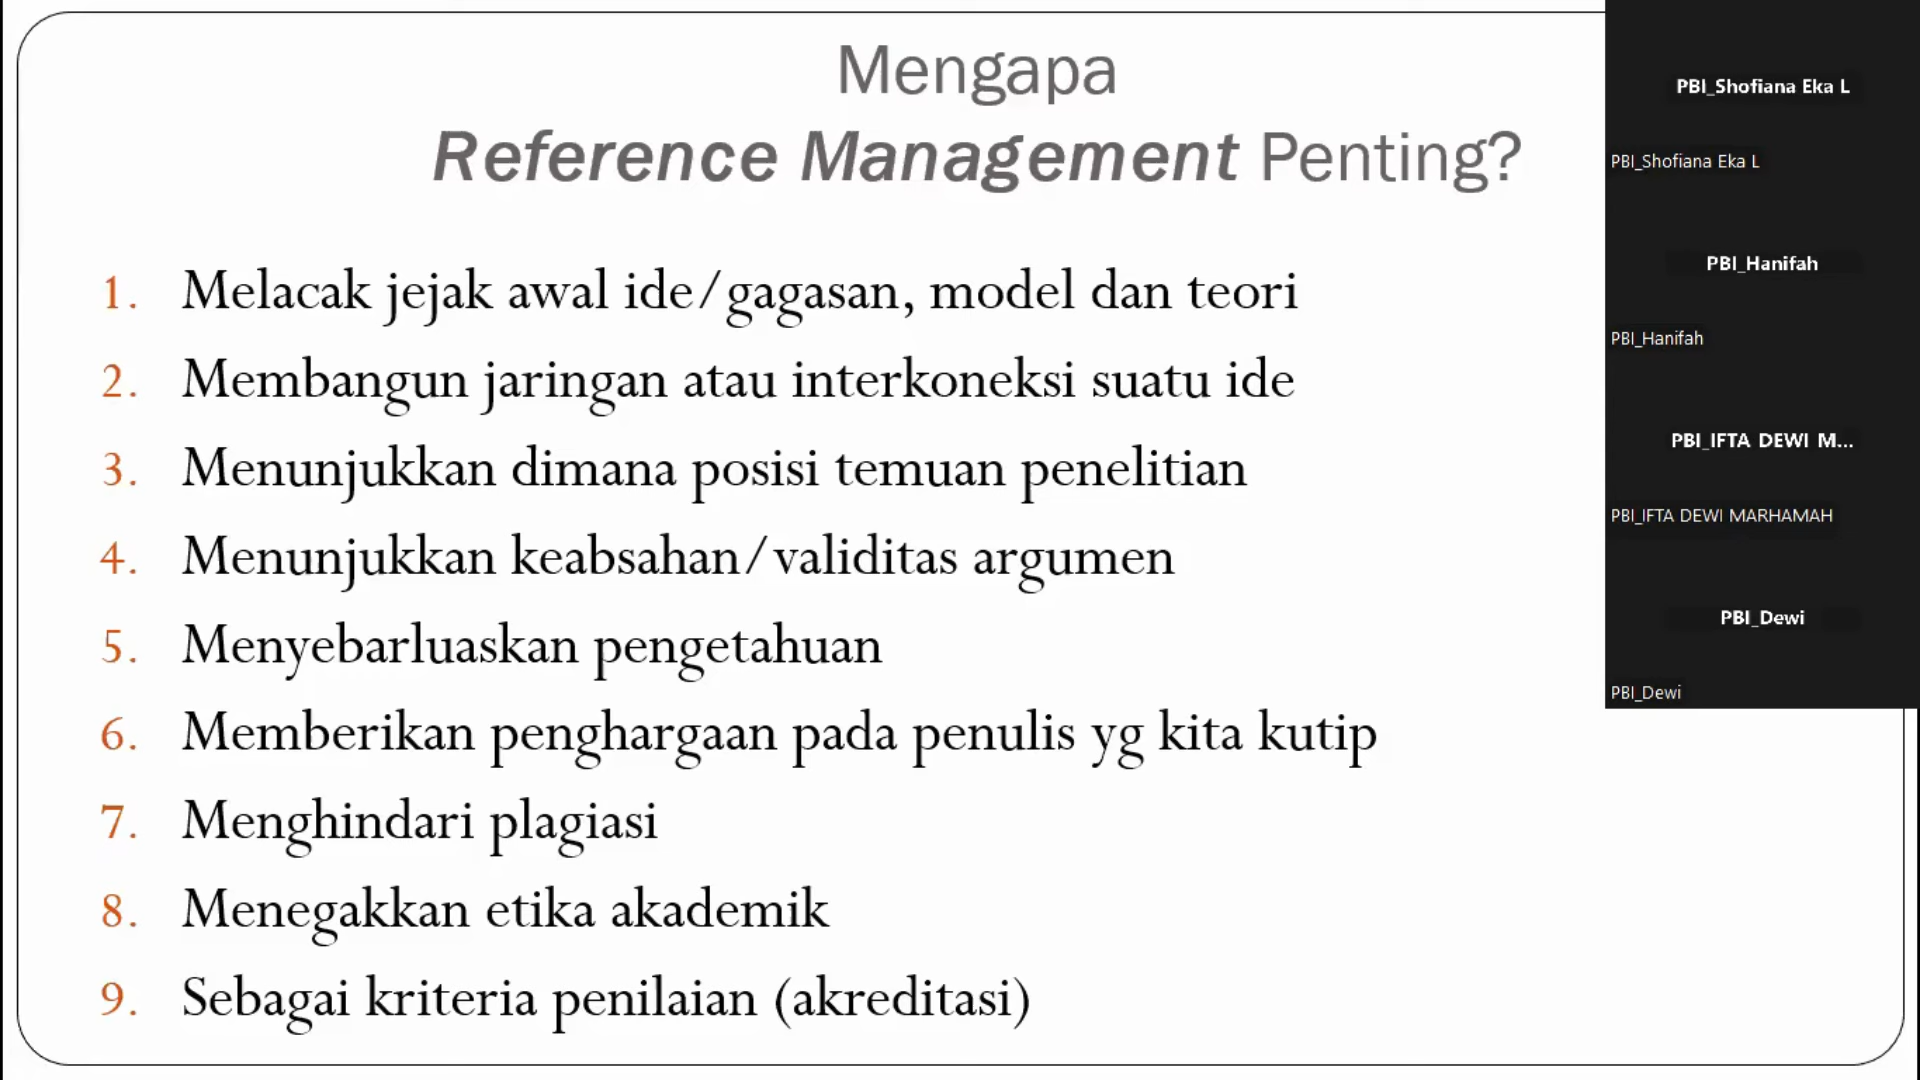 Mengapa
Reference Management Penting?
1. Melacak jejak awal ide/gagasan, model dan teori
2. Membangun jaringan atau interkoneksi suatu ide
3. Menunjukkan dimana posisi temuan penelitian
4. Menunjukkan keabsahan/validitas argumen
5. Menyebarluaskan pengetahuan
6. Memberikan penghargaan pada penulis yg kita kutip
7. Menghindari plagiasi
8. Menegakkan etika akademik
9. Sebagai kriteria penilaian (akreditasi)
PBI_Shofiana Eka L
PBI_Shofiana Eka L
PBI_Hanifah
PBI_Hanifah
PBI_IFTA DEWI M...
PBI_IFTA DEWI MARHAMAH
PBI_Dewi
PBI_Dewi